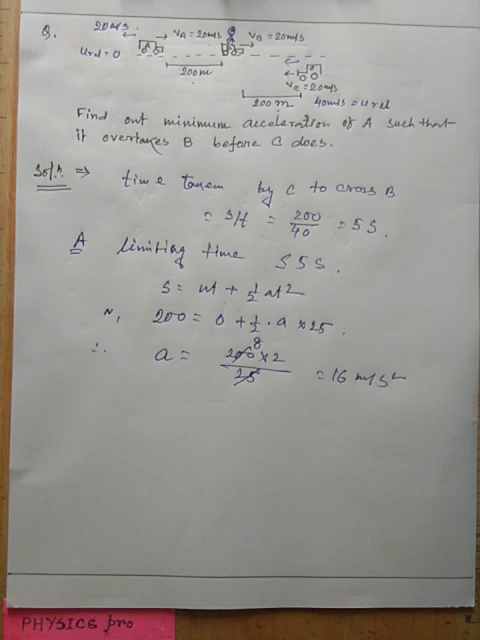 Q.
20m/s.
VA = 20m/s
VB = 20m/s
Urel = 0
A
B
C
200m
Vc = 20m/s
200 m
40m/s = urel
Find out minimum acceleration of A such that
it overtakes B before C does.
Soln. ⇒ time taken by C to cross B
= S/t = 200/40 = 5 S.
A limiting time 5 S.
S = ut + 1/2 at²
200 = 0 + 1/2 . a × 25 .
∴ a = 200 × 2 / 25 = 16 m/s²
8
PHYSICS pro